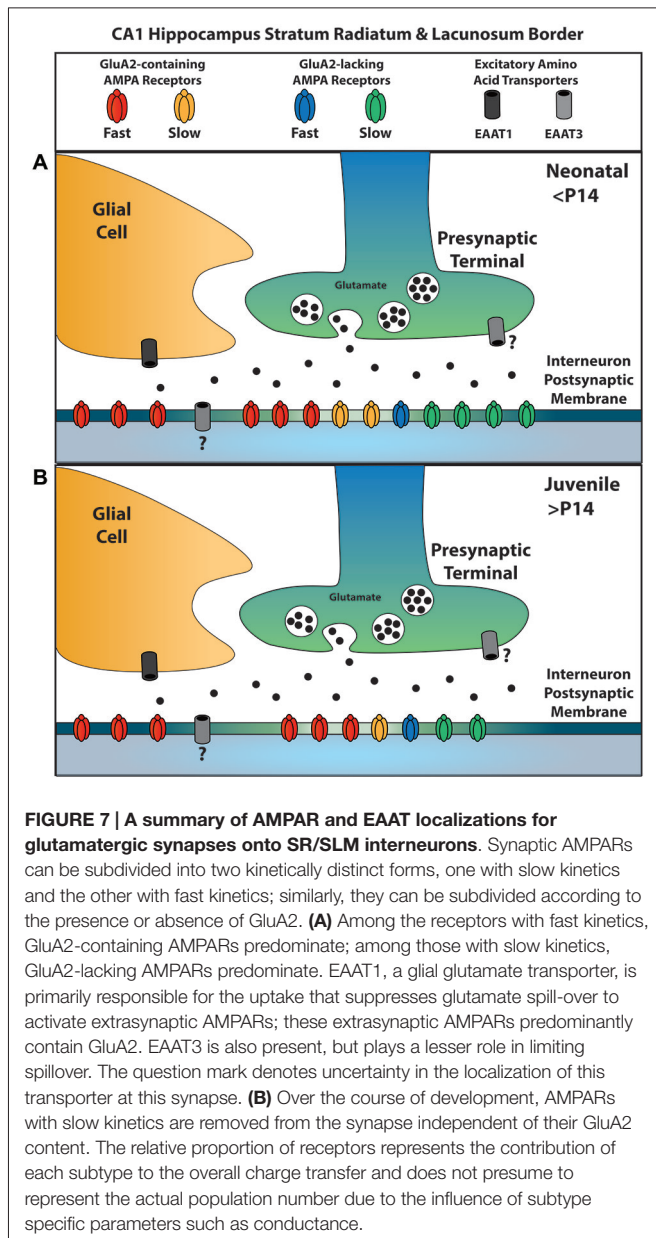 CA1 Hippocampus Stratum Radiatum & Lacunosum Border
GluA2-containing
AMPA Receptors
Fast Slow
GluA2-lacking
AMPA Receptors
Fast Slow
Excitatory Amino
Acid Transporters
EAAT1 EAAT3
A
Neonatal
<P14
Glial
Cell
Presynaptic
Terminal
Glutamate
?
Interneuron
Postsynaptic
Membrane
?
B
Juvenile
>P14
Glial
Cell
Presynaptic
Terminal
Glutamate
?
Interneuron
Postsynaptic
Membrane
?
FIGURE 7 | A summary of AMPAR and EAAT localizations for
glutamatergic synapses onto SR/SLM interneurons. Synaptic AMPARs
can be subdivided into two kinetically distinct forms, one with slow kinetics
and the other with fast kinetics; similarly, they can be subdivided according to
the presence or absence of GluA2. (A) Among the receptors with fast kinetics,
GluA2-containing AMPARs predominate; among those with slow kinetics,
GluA2-lacking AMPARs predominate. EAAT1, a glial glutamate transporter, is
primarily responsible for the uptake that suppresses glutamate spill-over to
activate extrasynaptic AMPARs; these extrasynaptic AMPARs predominantly
contain GluA2. EAAT3 is also present, but plays a lesser role in limiting
spillover. The question mark denotes uncertainty in the localization of this
transporter at this synapse. (B) Over the course of development, AMPARs
with slow kinetics are removed from the synapse independent of their GluA2
content. The relative proportion of receptors represents the contribution of
each subtype to the overall charge transfer and does not presume to
represent the actual population number due to the influence of subtype
specific parameters such as conductance.